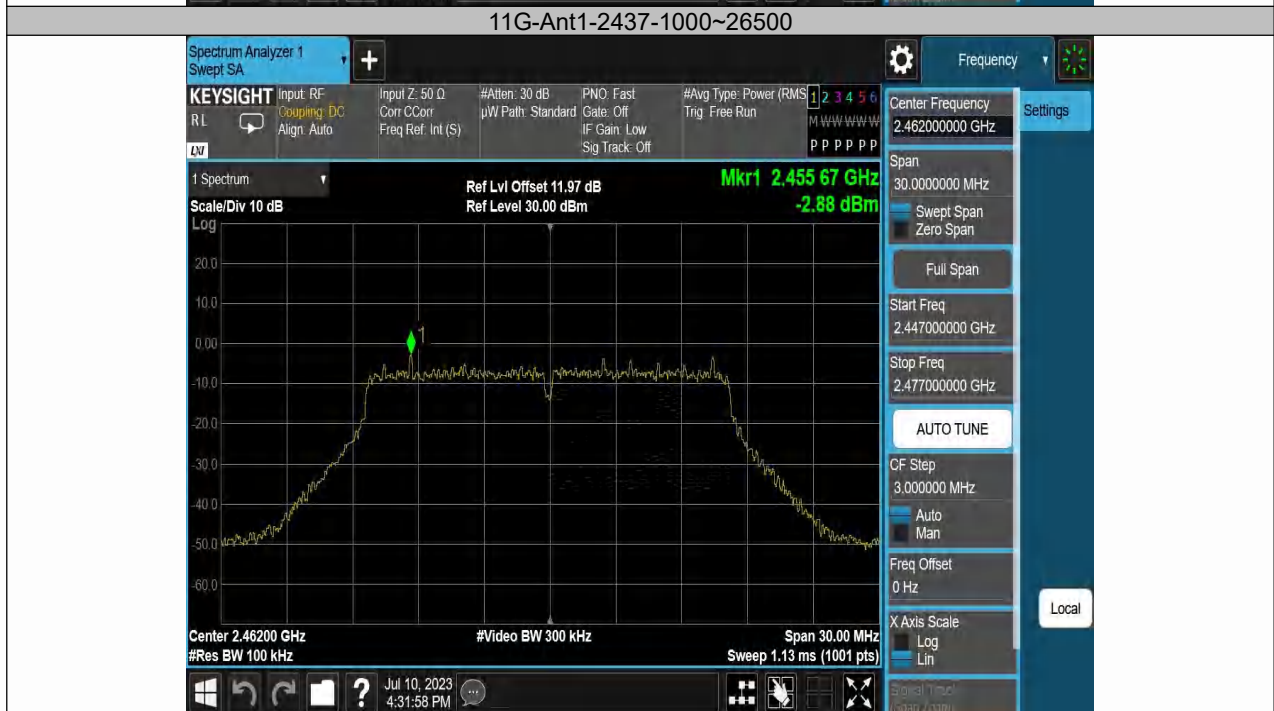 11G-Ant1-2437-1000~26500
Spectrum Analyzer 1
Swept SA
+
Frequency
KEYSIGHT
RL
LXI
Input: RF
Coupling: DC
Align: Auto
Input Z: 50 Ω
Corr CCorr
Freq Ref: Int (S)
#Atten: 30 dB
µW Path: Standard
PNO: Fast
Gate: Off
IF Gain: Low
Sig Track: Off
#Avg Type: Power (RMS
Trig: Free Run
1 2 3 4 5 6
M W W W W W
P P P P P P
1 Spectrum
Scale/Div 10 dB
Log
Ref Lvl Offset 11.97 dB
Ref Level 30.00 dBm
Mkr1 2.455 67 GHz
-2.88 dBm
20.0
10.0
0.00
-10.0
-20.0
-30.0
-40.0
-50.0
-60.0
1
Center 2.46200 GHz
#Res BW 100 kHz
#Video BW 300 kHz
Span 30.00 MHz
Sweep 1.13 ms (1001 pts)
Center Frequency
2.462000000 GHz
Settings
Span
30.0000000 MHz
Swept Span
Zero Span
Full Span
Start Freq
2.447000000 GHz
Stop Freq
2.477000000 GHz
AUTO TUNE
CF Step
3.000000 MHz
Auto
Man
Freq Offset
0 Hz
X Axis Scale
Log
Lin
Local
Signal Track
(Span Zoom)
?
Jul 10, 2023
4:31:58 PM